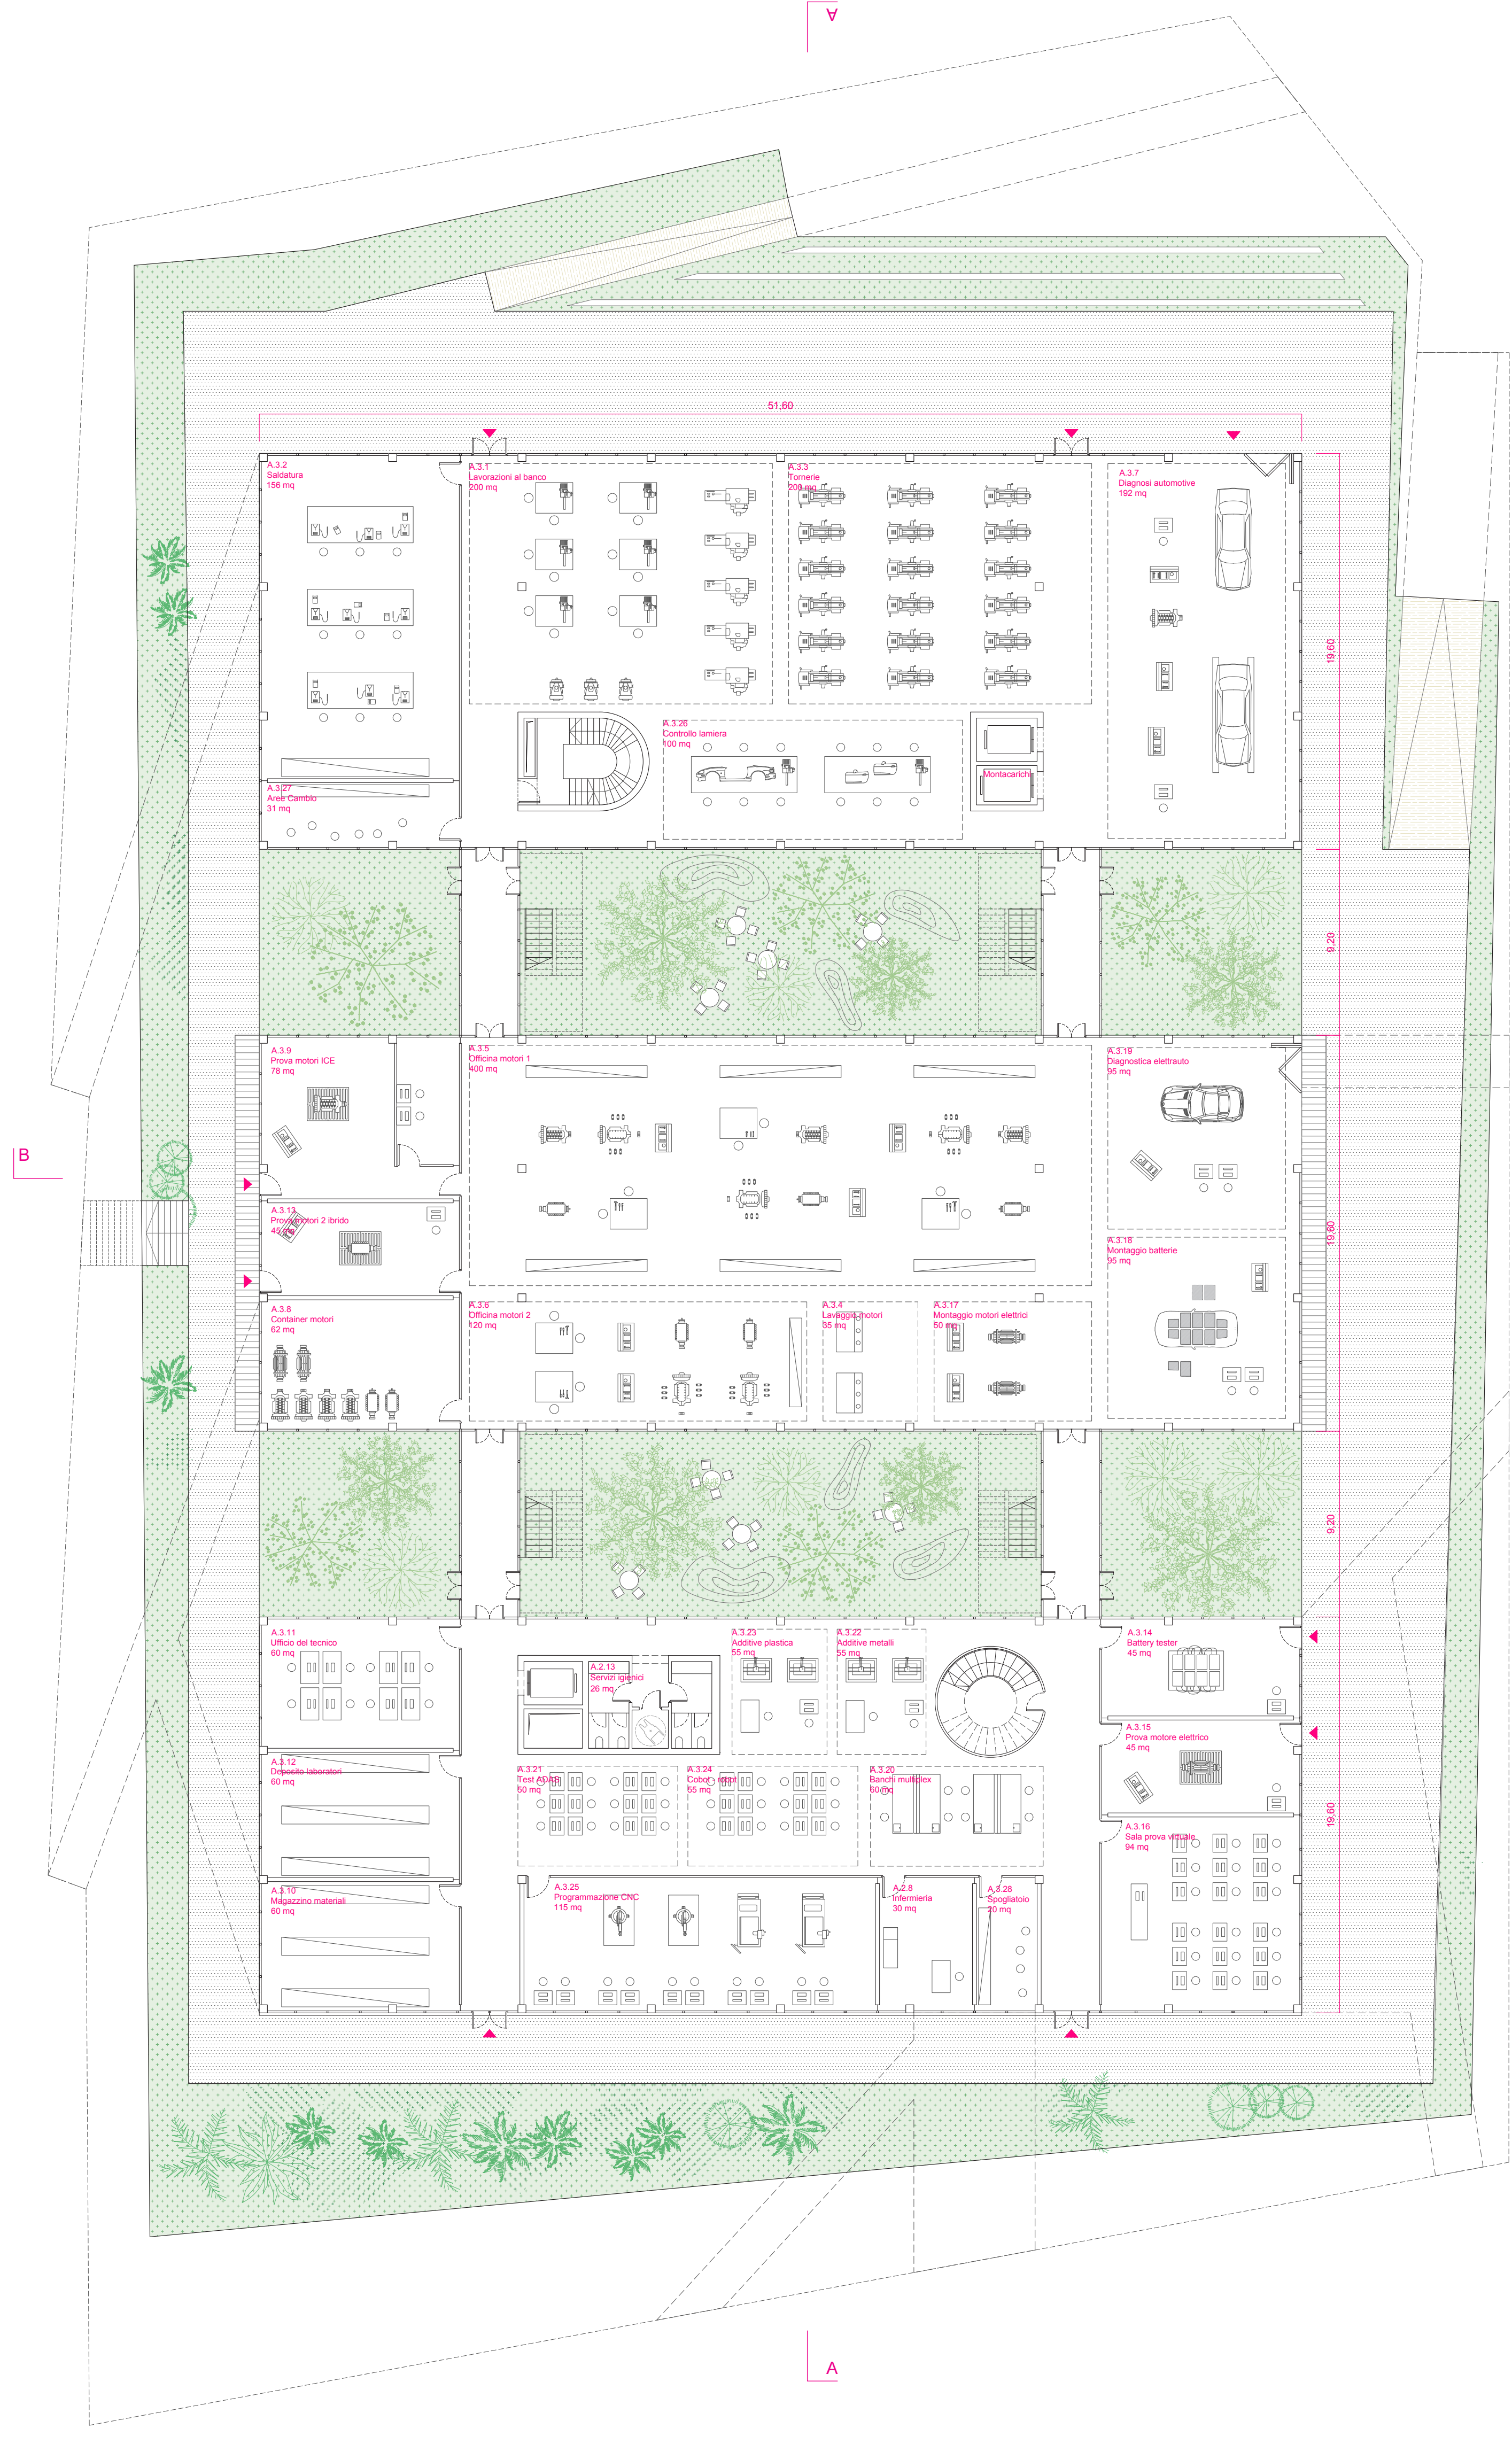 A
51,60
A.3.2
Saldatura
156 mq
A.3.1
Lavorazioni al banco
200 mq
A.3.3
Tornerie
200 mq
A.3.7
Diagnosi automotive
192 mq
19,60
A.3.26
Controllo lamiera
100 mq
Montacarichi
A.3.27
Aree Cambio
31 mq
9,20
A.3.9
Prova motori ICE
78 mq
A.3.5
Officina motori 1
400 mq
A.3.19
Diagnostica elettrauto
95 mq
B
A.3.13
Prova motori 2 ibrido
45 mq
19,60
A.3.18
Montaggio batterie
95 mq
A.3.8
Container motori
62 mq
A.3.6
Officina motori 2
120 mq
A.3.4
Lavaggio motori
35 mq
A.3.17
Montaggio motori elettrici
50 mq
9,20
A.3.11
Ufficio del tecnico
60 mq
A.2.13
Servizi igienici
26 mq
A.3.23
Additive plastica
55 mq
A.3.22
Additive metalli
55 mq
A.3.14
Battery tester
45 mq
A.3.15
Prova motore elettrico
45 mq
A.3.12
Deposito laboratori
60 mq
A.3.21
Test ADAS
50 mq
A.3.24
Cobot - robot
55 mq
A.3.20
Banchi multiplex
60 mq
19,60
A.3.16
Sala prova virtuale
94 mq
A.3.10
Magazzino materiali
60 mq
A.3.25
Programmazione CNC
115 mq
A.2.8
Infermieria
30 mq
A.3.28
Spogliatoio
20 mq
A